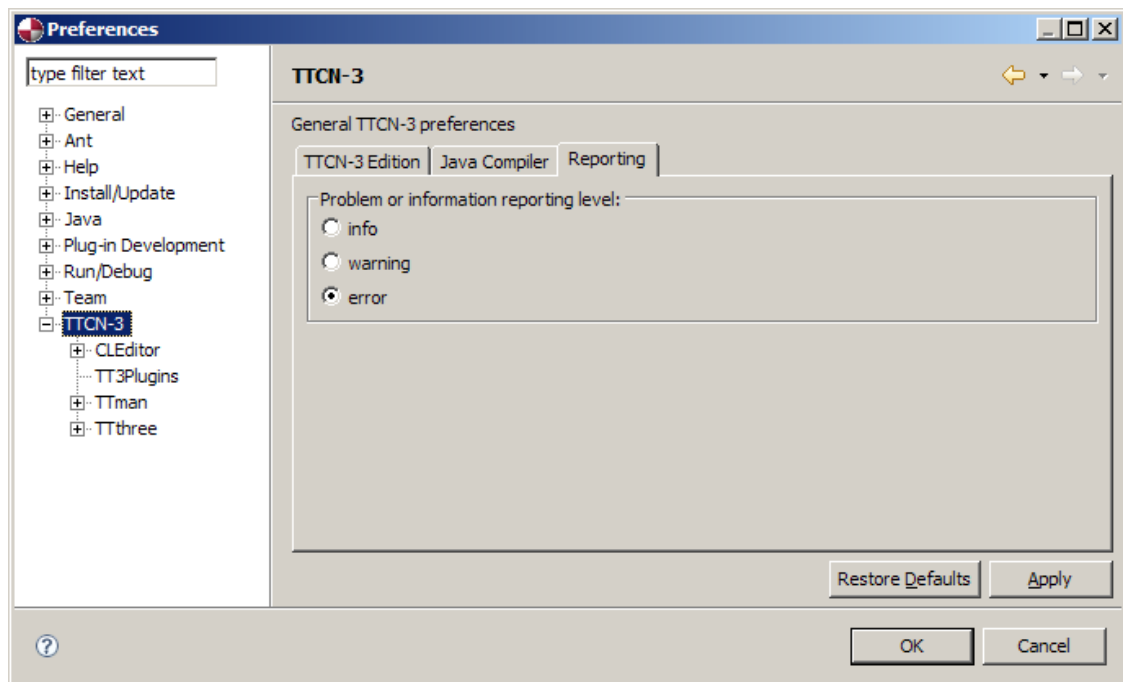 Preferences
type filter text
General
Ant
Help
Install/Update
Java
Plug-in Development
Run/Debug
Team
TTCN-3
CLEditor
TT3Plugins
TTman
TTthree
TTCN-3
General TTCN-3 preferences
TTCN-3 Edition Java Compiler Reporting
Problem or information reporting level:
info
warning
error
Restore Defaults Apply
OK Cancel